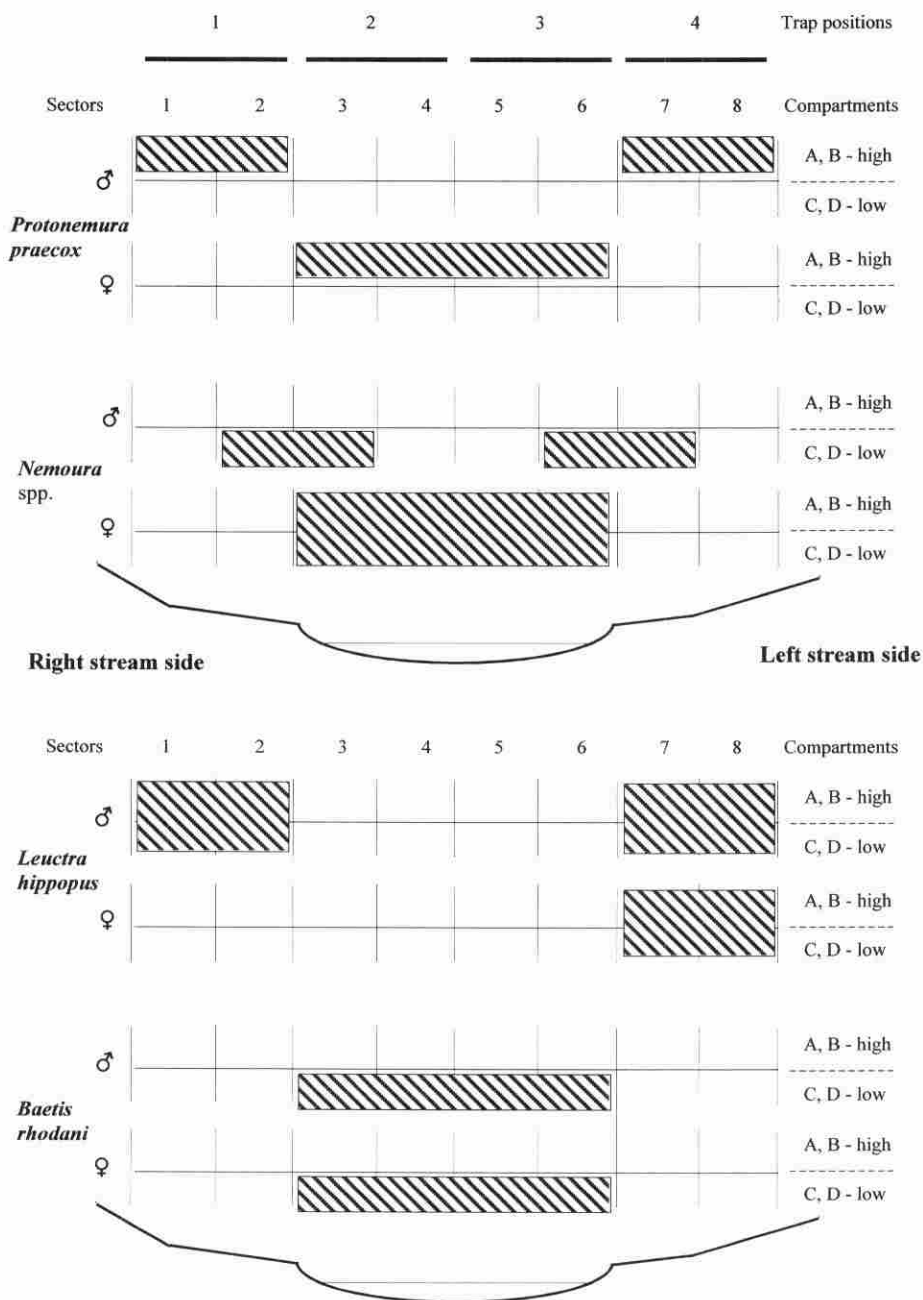 1 2 3 4 Trap positions
Sectors 1 2 3 4 5 6 7 8 Compartments
♂ A, B - high
C, D - low
Protonemura
praecox
♀ A, B - high
C, D - low
♂ A, B - high
C, D - low
Nemoura
spp.
♀ A, B - high
C, D - low
Right stream side Left stream side
Sectors 1 2 3 4 5 6 7 8 Compartments
♂ A, B - high
C, D - low
Leuctra
hippopus
♀ A, B - high
C, D - low
♂ A, B - high
C, D - low
Baetis
rhodani
♀ A, B - high
C, D - low